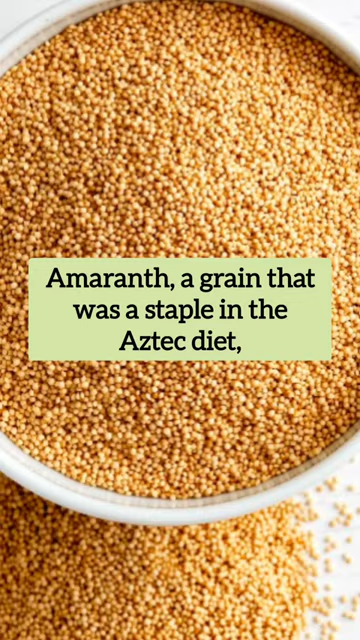 Amaranth, a grain that
was a staple in the
Aztec diet,